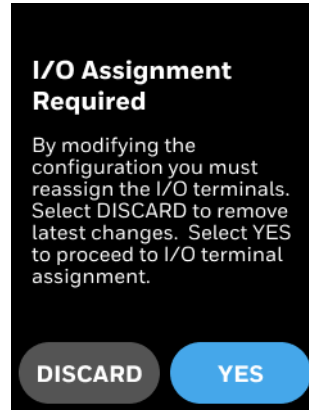 I/O Assignment
Required
By modifying the
configuration you must
reassign the I/O terminals.
Select DISCARD to remove
latest changes.  Select YES
to proceed to I/O terminal
assignment.
DISCARD
YES